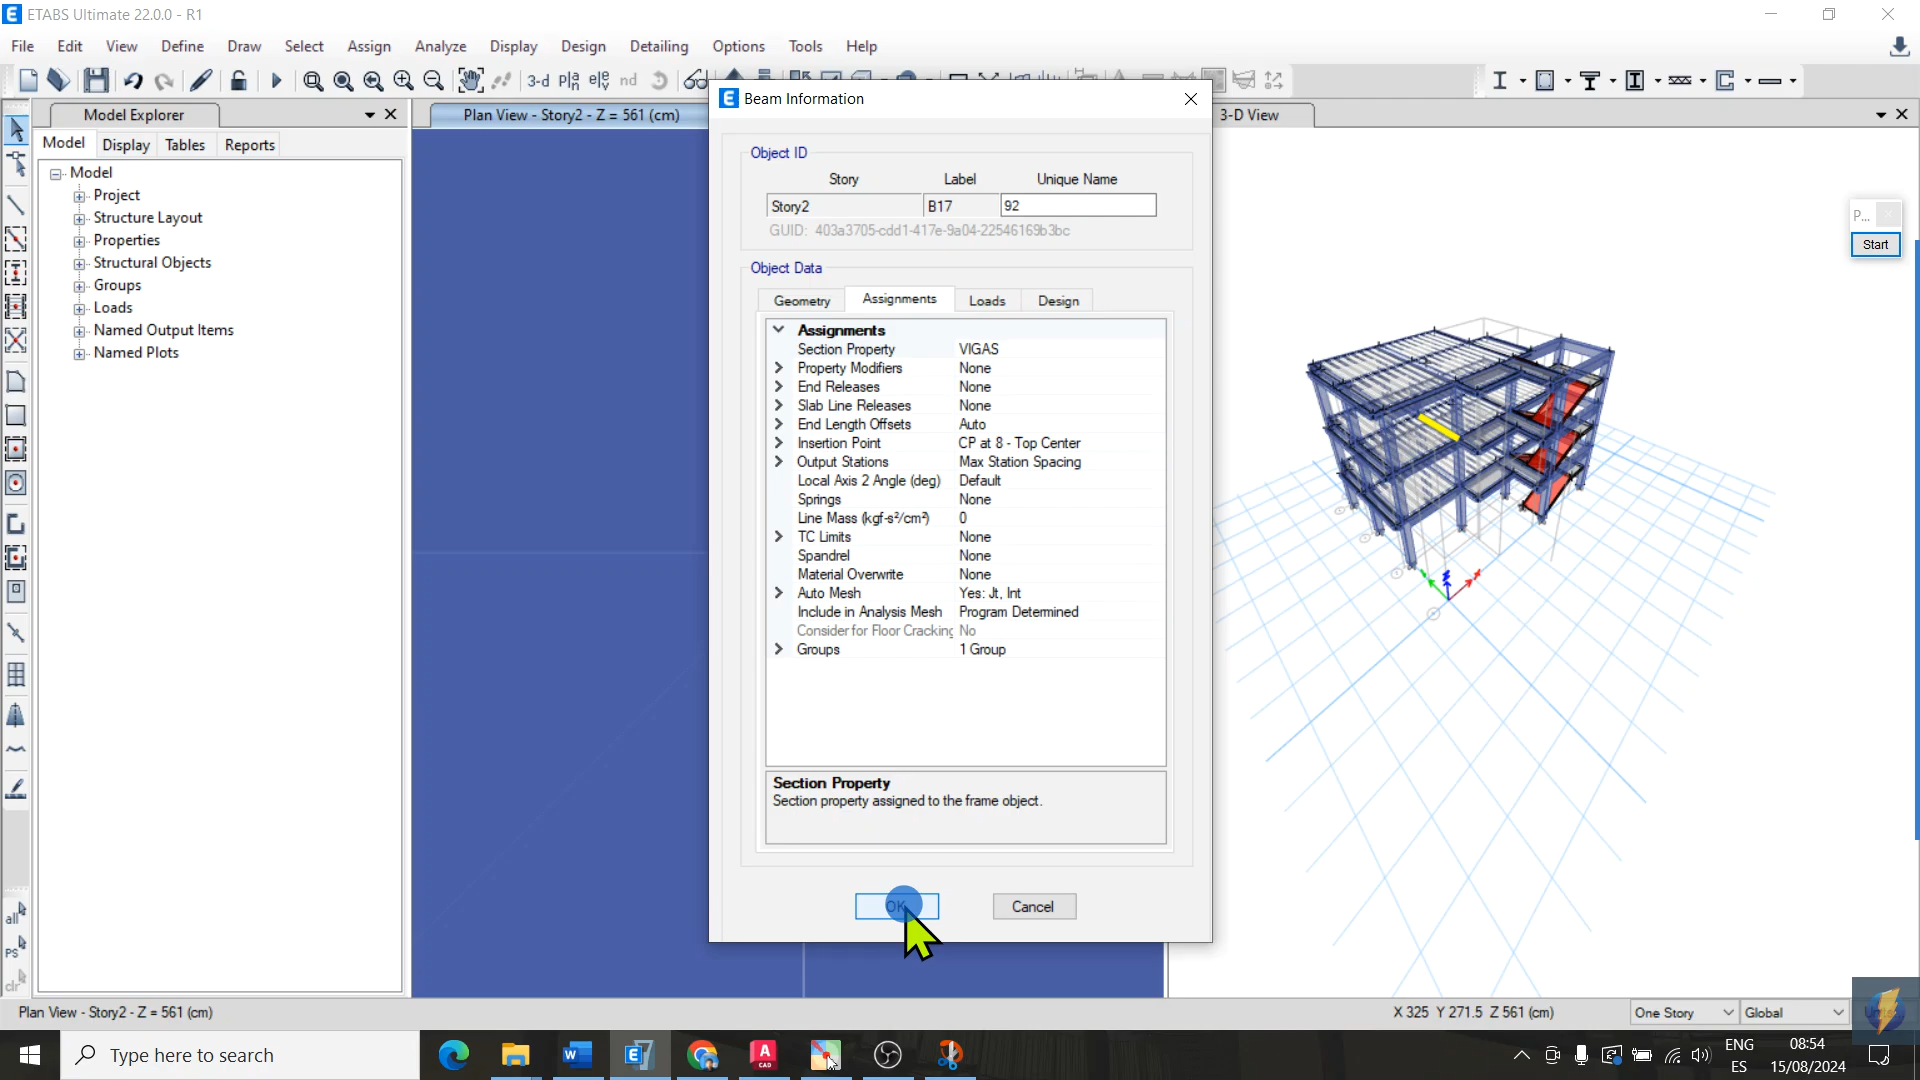 ETABS Ultimate 22.0.0 - R1
File Edit View Define Draw Select Assign Analyze Display Design Detailing Options Tools Help
3-d Pla ele nd
Model Explorer
Plan View - Story2 - Z = 561 (cm)
Beam Information
3-D View
Model Display Tables Reports
Model
Project
Structure Layout
Properties
Structural Objects
Groups
Loads
Named Output Items
Named Plots
Object ID
Story Label Unique Name
Story2 B17 92
GUID: 403a3705-cdd1-417e-9a04-22546169b3bc
Object Data
Geometry Assignments Loads Design
Assignments
Section Property VIGAS
Property Modifiers None
End Releases None
Slab Line Releases None
End Length Offsets Auto
Insertion Point CP at 8 - Top Center
Output Stations Max Station Spacing
Local Axis 2 Angle (deg) Default
Springs None
Line Mass (kgf-s²/cm²) 0
TC Limits None
Spandrel None
Material Overwrite None
Auto Mesh Yes: Jt, Int
Include in Analysis Mesh Program Determined
Consider for Floor Cracking No
Groups 1 Group
Section Property
Section property assigned to the frame object.
OK Cancel
P...
Start
all
PS
clr
Plan View - Story2 - Z = 561 (cm)
X 325 Y 271.5 Z 561 (cm)
One Story Global
Type here to search
ENG
ES
08:54
15/08/2024